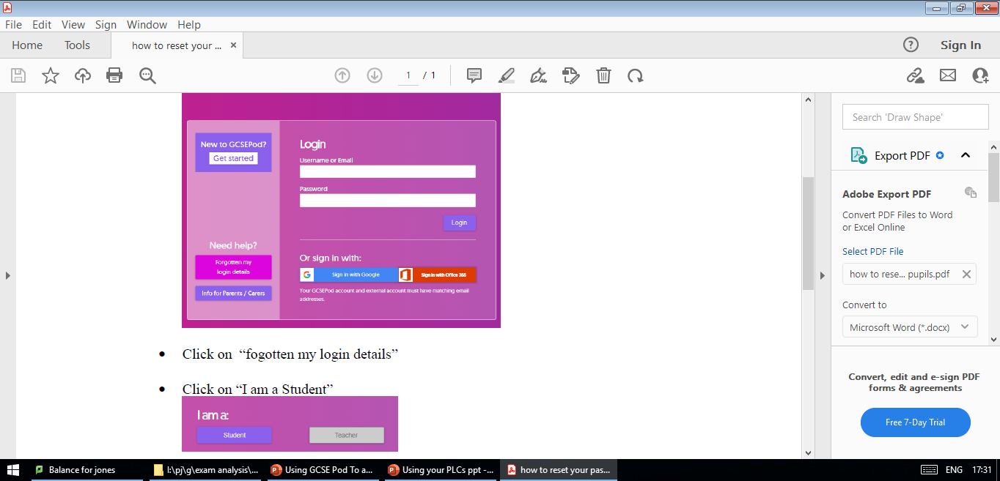 File Edit View Sign Window Help
Home Tools how to reset your ... × ? Sign In
1 / 1
Search 'Draw Shape'
Export PDF
Adobe Export PDF
Convert PDF Files to Word
or Excel Online
Select PDF File
how to rese... pupils.pdf
Convert to
Microsoft Word (*.docx)
Convert, edit and e-sign PDF
forms & agreements
Free 7-Day Trial
New to GCSEPod?
Get started
Need help?
Forgotten my
login details
Info for Parents / Carers
Login
Username or Email
Password
Login
Or sign in with:
G Sign in with Google Sign in with Office 365
Your GCSEPod account and external account must have matching email
addresses.
• Click on “fogotten my login details”
• Click on “I am a Student”
I am a:
Student Teacher
Balance for jones I:\pj\g\exam analysis\... Using GCSE Pod To a... Using your PLCs ppt -... how to reset your pas... ENG 17:31